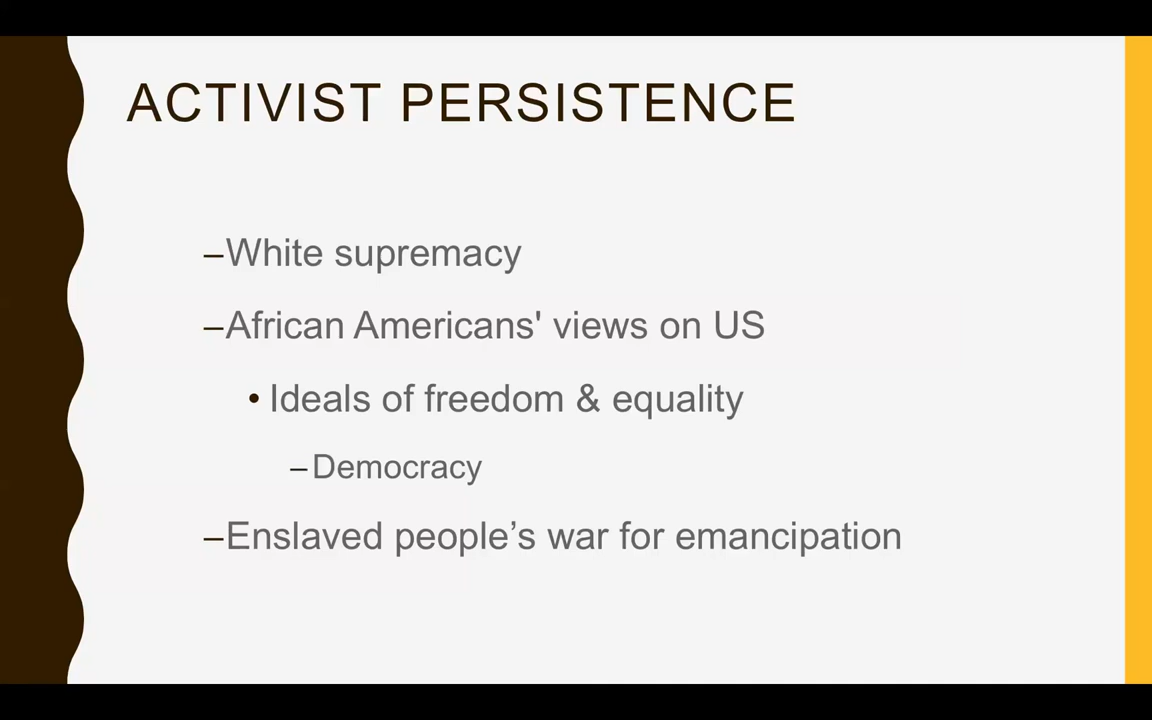 ACTIVIST PERSISTENCE
–White supremacy
–African Americans' views on US
• Ideals of freedom & equality
–Democracy
–Enslaved people’s war for emancipation